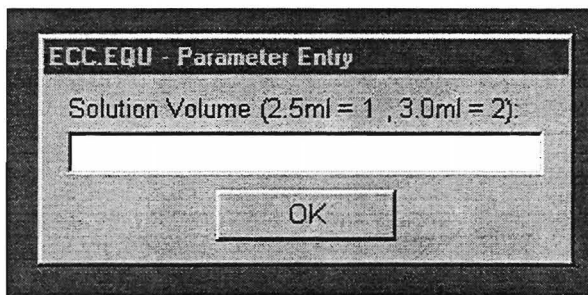 ECC.EQU - Parameter Entry
Solution Volume (2.5ml = 1 , 3.0ml = 2):
OK